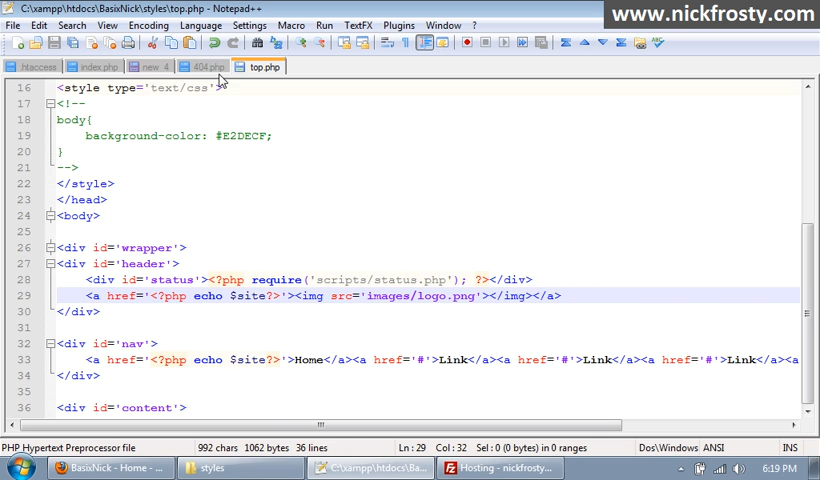 C:\xampp\htdocs\BasixNick\styles\top.php - Notepad++
www.nickfrosty.com
File Edit Search View Encoding Language Settings Macro Run TextFX Plugins Window ?
.htaccess index.php new 4 404.php top.php
16 <style type='text/css'>
17 <!--
18 body{
19 background-color: #E2DECF;
20 }
21 -->
22 </style>
23 </head>
24 <body>
25
26 <div id='wrapper'>
27 <div id='header'>
28 <div id='status'><?php require('scripts/status.php'); ?></div>
29 <a href='<?php echo $site?>'><img src='images/logo.png'></img></a>
30 </div>
31
32 <div id='nav'>
33 <a href='<?php echo $site?>'>Home</a><a href='#'>Link</a><a href='#'>Link</a><a href='#'>Link</a><a
34 </div>
35
36 <div id='content'>
PHP Hypertext Preprocessor file 992 chars 1062 bytes 36 lines Ln : 29 Col : 32 Sel : 0 (0 bytes) in 0 ranges Dos\Windows ANSI INS
BasixNick - Home - ... styles C:\xampp\htdocs\Ba... Hosting - nickfrosty... 6:19 PM